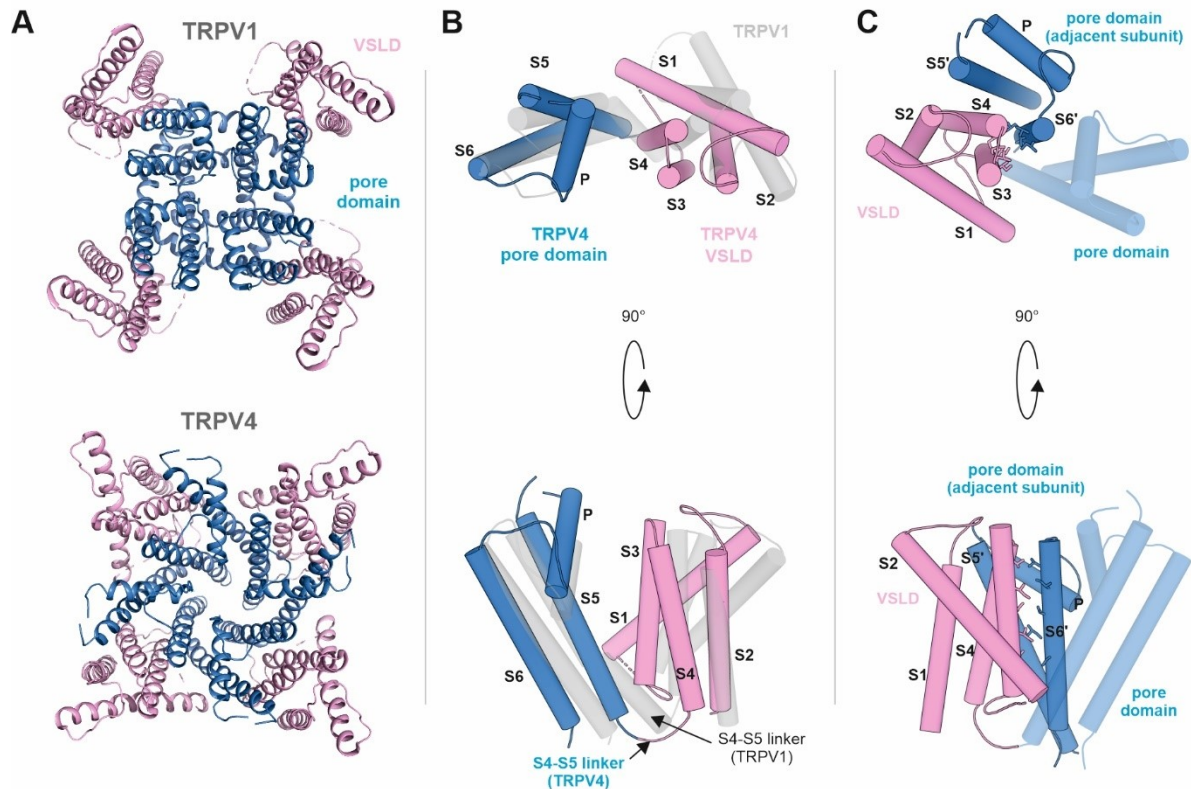 A
TRPV1
VSLD
pore
domain
TRPV4
B
TRPV1
S5
S1
S6
S4
P
S3
S2
TRPV4
pore domain
TRPV4
VSLD
90°
P
S3
S5
S1
S6
S4
S2
S4-S5 linker
(TRPV1)
S4-S5 linker
(TRPV4)
C
pore domain
(adjacent subunit)
P
S5'
S2
S4
S6'
S3
VSLD
S1
pore domain
90°
pore domain
(adjacent subunit)
S2
S5'
VSLD
P
S6'
S4
S1
pore
domain